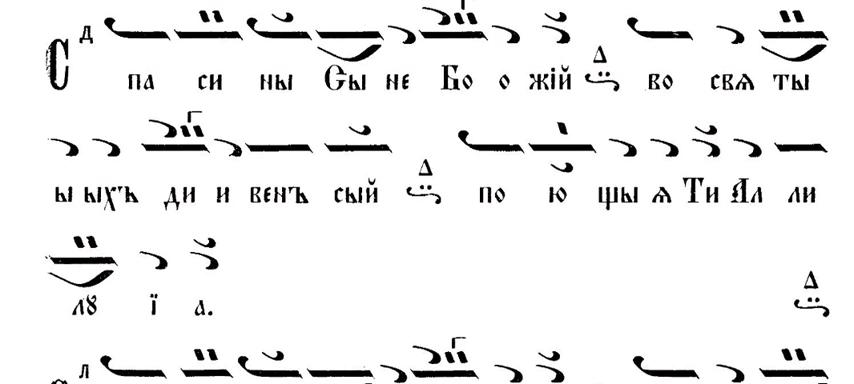 С д па си ны Сы не Бо о жїй Δ во свѧ ты
ы ыхъ ди и венъ сый Δ по ю щы ѧ Ти Ал ли
лꙋ ї а. Δ
л